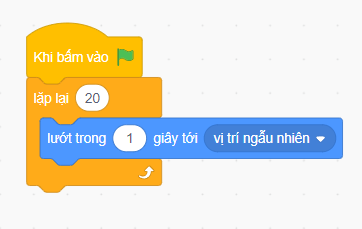 Khi bấm vào
lặp lại 20
lướt trong 1 giây tới vị trí ngẫu nhiên